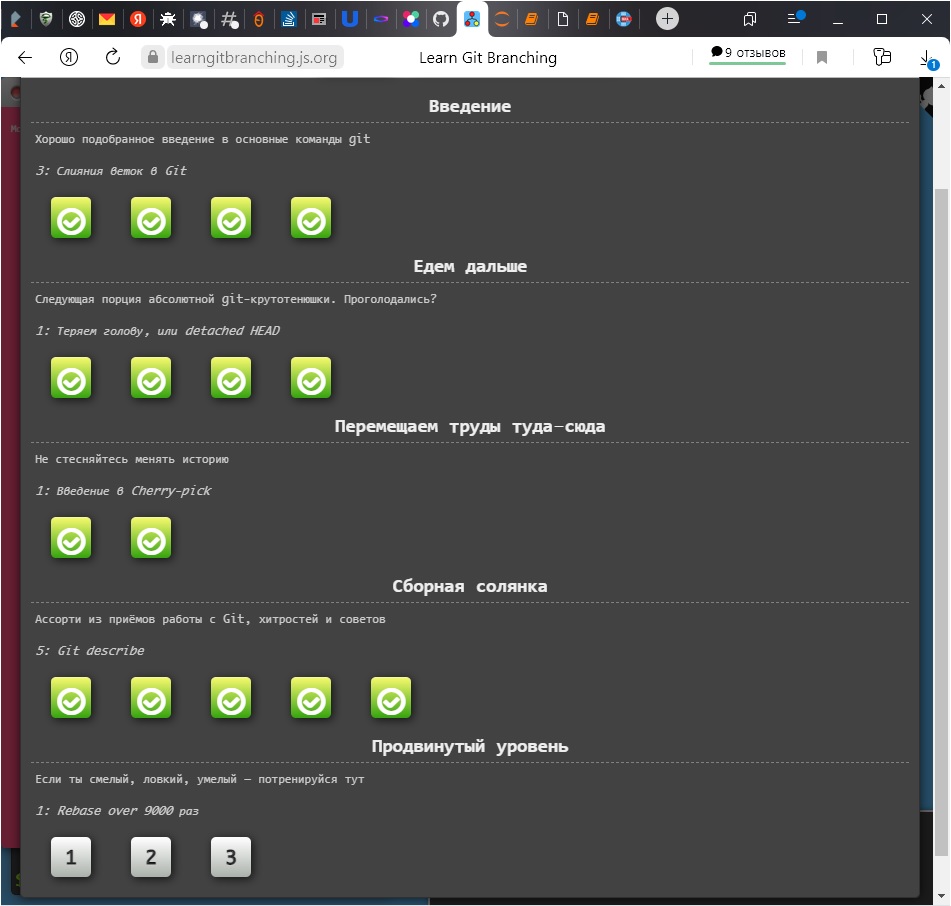 learngitbranching.js.org
Learn Git Branching
9 отзывов
1
Введение
Хорошо подобранное введение в основные команды git
3: Слияния веток в Git
Едем дальше
Следующая порция абсолютной git-крутотенюшки. Проголодались?
1: Теряем голову, или detached HEAD
Перемещаем труды туда-сюда
Не стесняйтесь менять историю
1: Введение в Cherry-pick
Сборная солянка
Ассорти из приёмов работы с Git, хитростей и советов
5: Git describe
Продвинутый уровень
Если ты смелый, ловкий, умелый — потренируйся тут
1: Rebase over 9000 раз
1 2 3